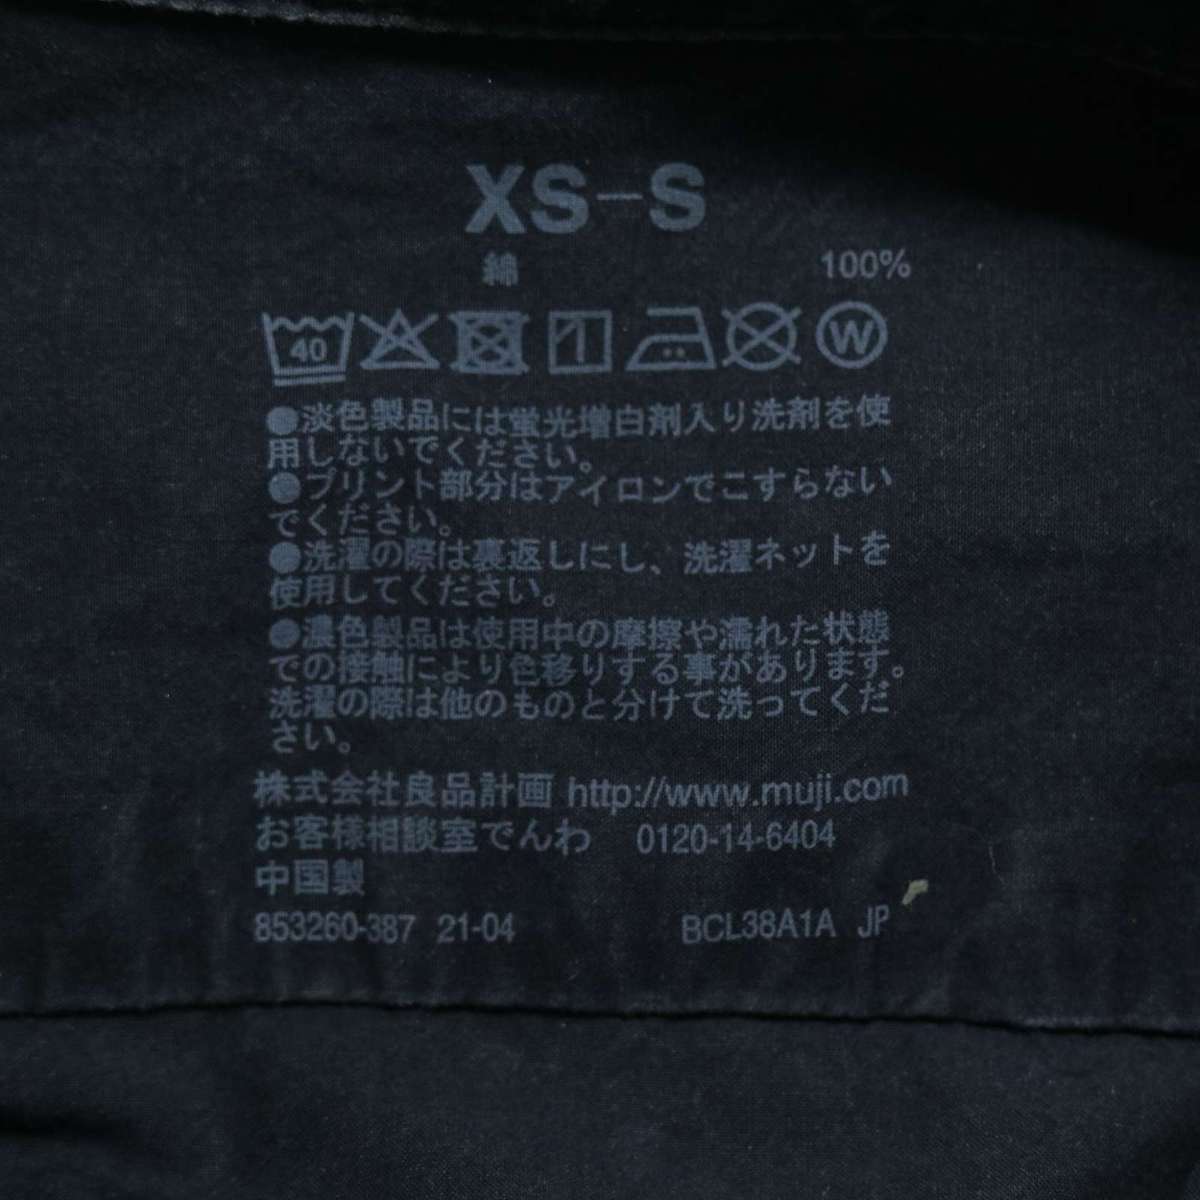 XS-S
綿 100%
40 W
●淡色製品には蛍光増白剤入り洗剤を使
用しないでください。
●プリント部分はアイロンでこすらない
でください。
●洗濯の際は裏返しにし、洗濯ネットを
使用してください。
●濃色製品は使用中の摩擦や濡れた状態
での接触により色移りする事があります。
洗濯の際は他のものと分けて洗ってくだ
さい。
株式会社良品計画 http://www.muji.com
お客様相談室でんわ 0120-14-6404
中国製
853260-387 21-04 BCL38A1A JP